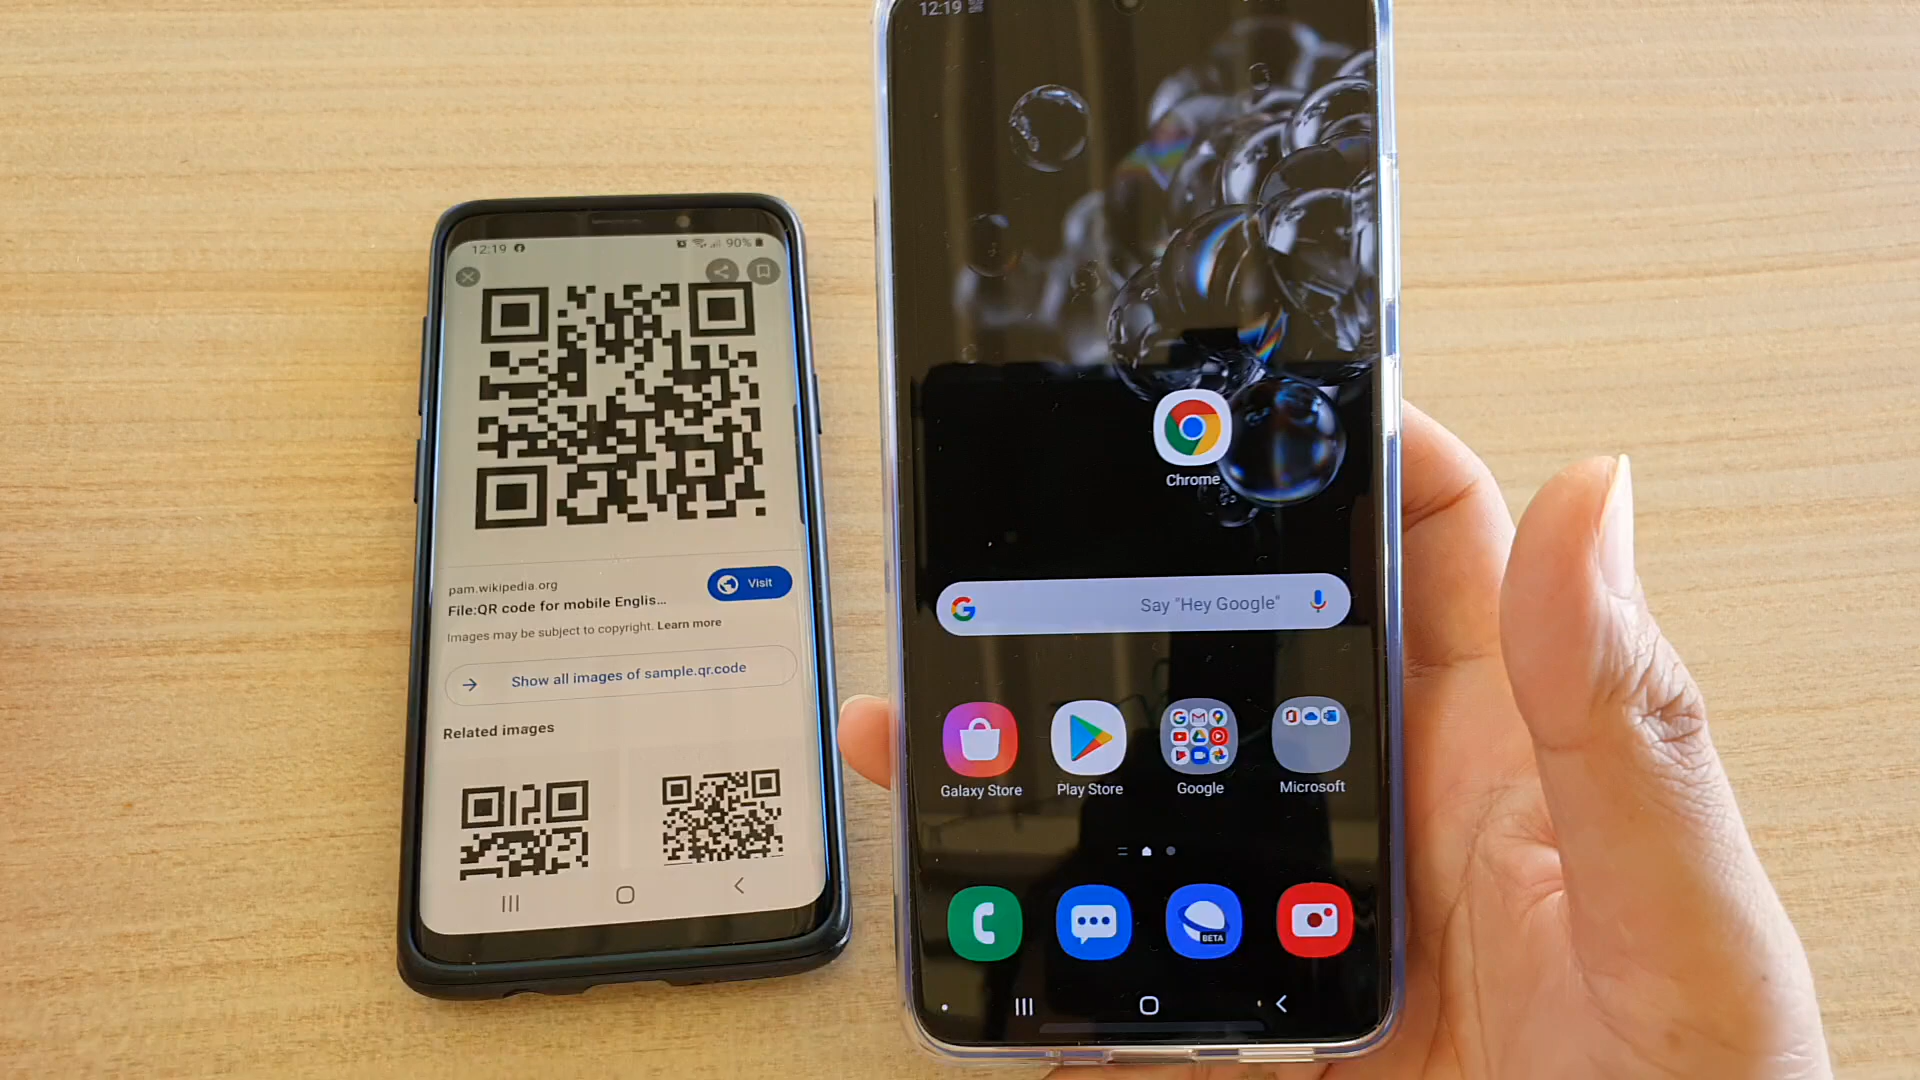 12:19
90%
pam.wikipedia.org
File:QR code for mobile Englis...
Visit
Images may be subject to copyright. Learn more
Show all images of sample.qr.code
Related images
12:19
Chrome
Say "Hey Google"
Galaxy Store
Play Store
Google
Microsoft
BETA